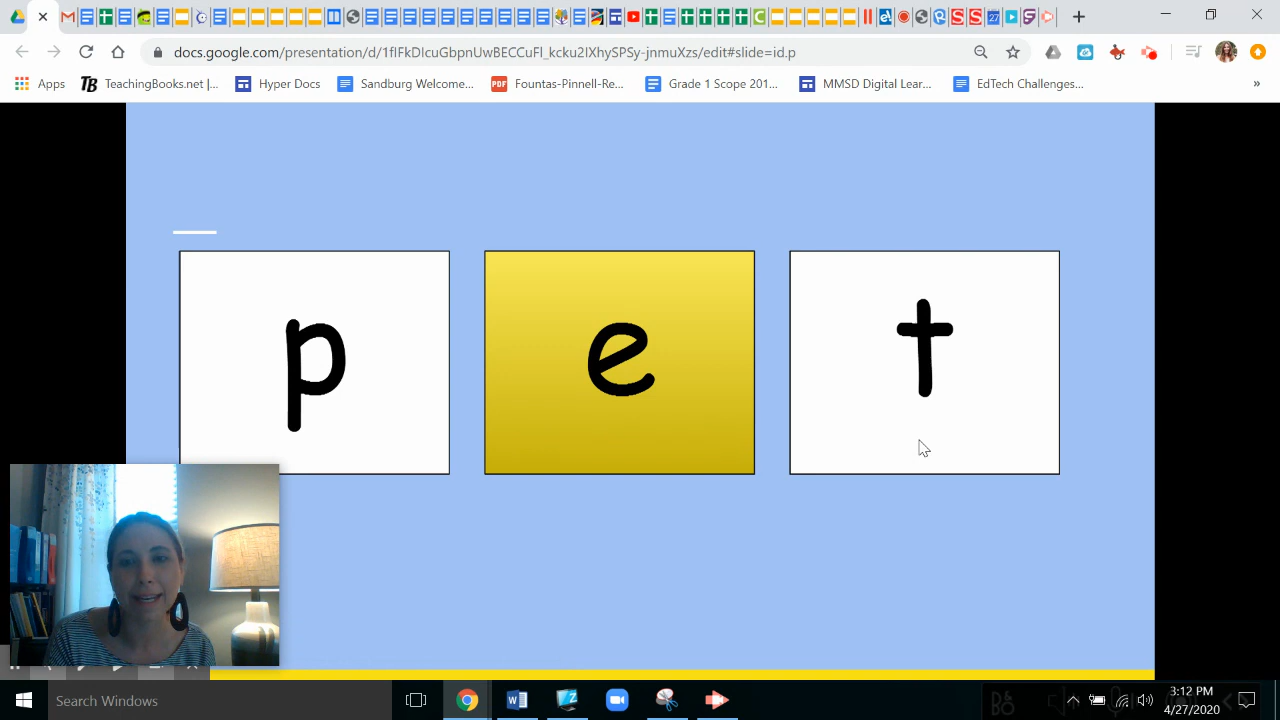 docs.google.com/presentation/d/1flFkDlcuGbpnUwBECCuFl_kcku2IXhySPSy-jnmuXzs/edit#slide=id.p
Apps TeachingBooks.net |... Hyper Docs Sandburg Welcome... Fountas-Pinnell-Re... Grade 1 Scope 201... MMSD Digital Lear... EdTech Challenges... »
p e t
Search Windows
3:12 PM
4/27/2020